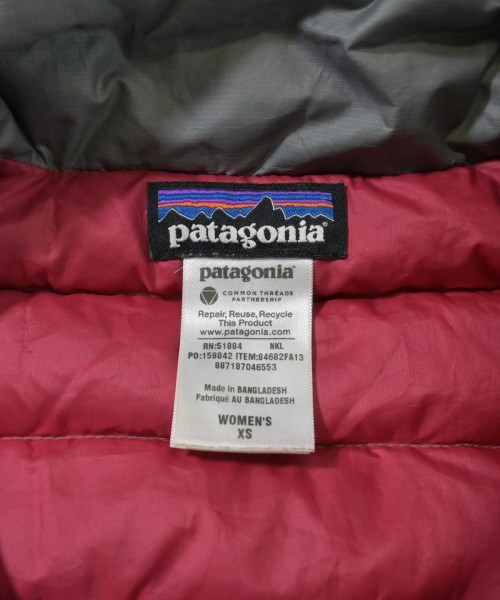 patagonia
patagonia
COMMON THREADS
PARTNERSHIP
Repair, Reuse, Recycle
This Product
www.patagonia.com
RN:51884 NKL
PO:158842 ITEM:84682FA13
887187046553
Made in BANGLADESH
Fabriqué AU BANGLADESH
WOMEN'S
XS